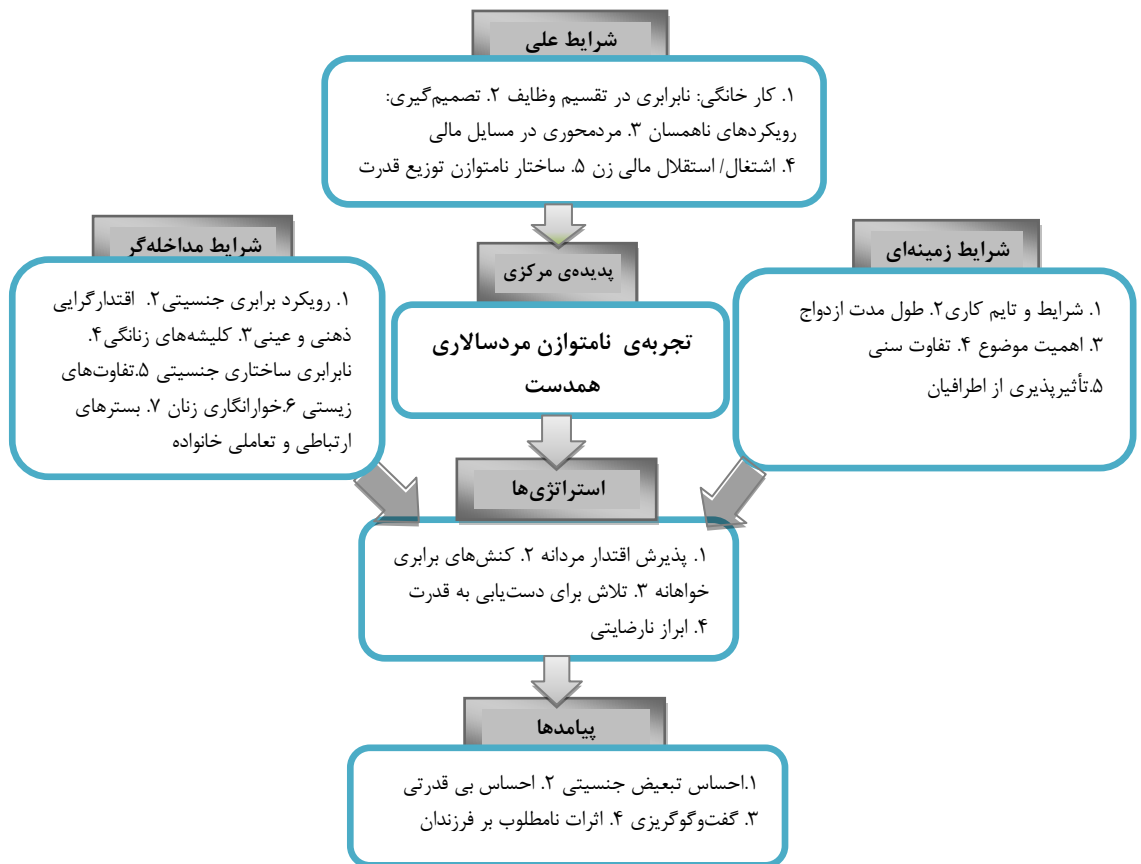 شرایط علی
۱. کار خانگی: نابرابری در تقسیم وظایف ۲. تصمیم‌گیری:
رویکردهای ناهمسان ۳. مردمحوری در مسایل مالی
۴. اشتغال/ استقلال مالی زن ۵. ساختار نامتوازن توزیع قدرت
شرایط زمینه‌ای
۱. شرایط و تایم کاری۲. طول مدت ازدواج
۳. اهمیت موضوع ۴. تفاوت سنی
۵.تأثیرپذیری از اطرافیان
پدیده‌ی مرکزی
تجربه‌ی نامتوازن مردسالاری
همدست
شرایط مداخله‌گر
۱. رویکرد برابری جنسیتی۲. اقتدارگرایی
ذهنی و عینی۳. کلیشه‌های زنانگی۴.
نابرابری ساختاری جنسیتی ۵.تفاوت‌های
زیستی ۶.خوارانگاری زنان ۷. بسترهای
ارتباطی و تعاملی خانواده
استراتژی‌ها
۱. پذیرش اقتدار مردانه ۲. کنش‌های برابری
خواهانه ۳. تلاش برای دست‌یابی به قدرت
۴. ابراز نارضایتی
پیامدها
۱.احساس تبعیض جنسیتی ۲. احساس بی قدرتی
۳. گفت‌وگوگریزی ۴. اثرات نامطلوب بر فرزندان